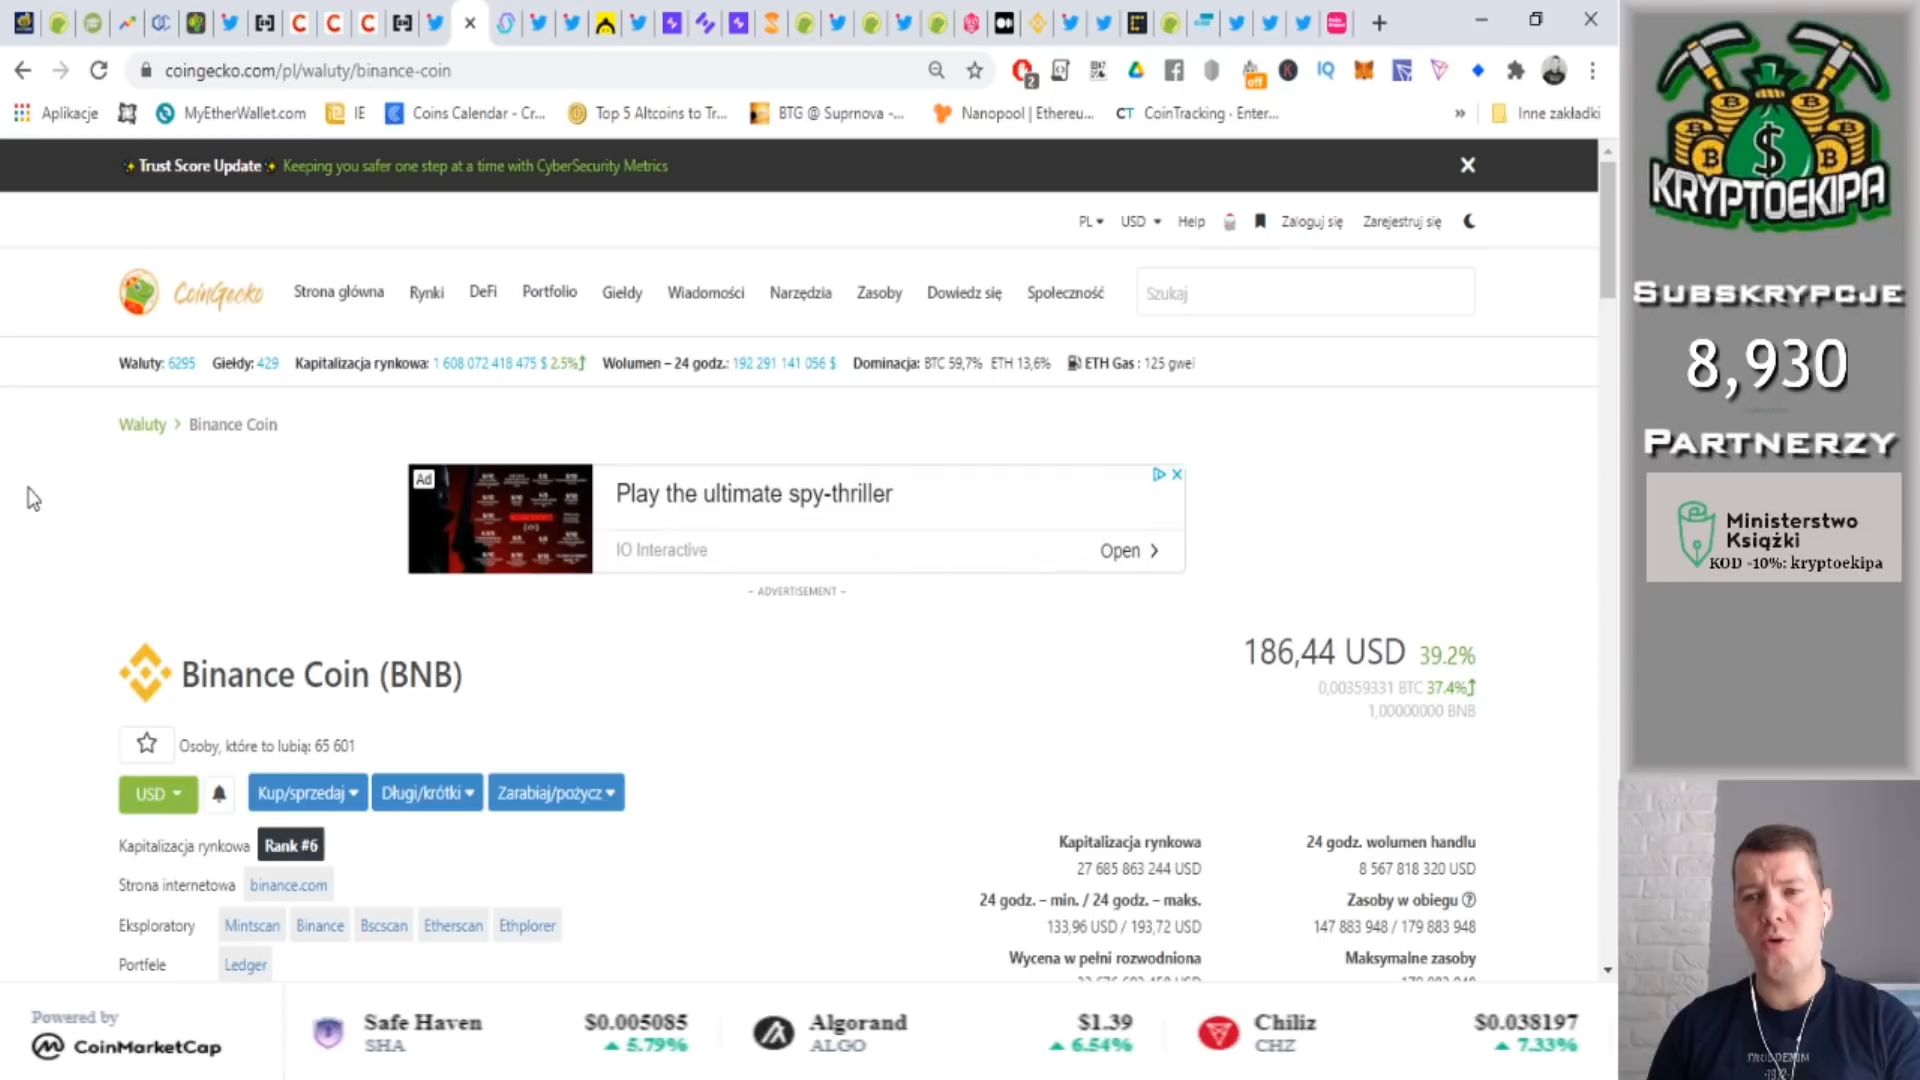 coingecko.com/pl/waluty/binance-coin
2
off
IQ
Aplikacje
MyEtherWallet.com
IE
Coins Calendar - Cr...
Top 5 Altcoins to Tr...
BTG @ Suprnova -...
Nanopool | Ethereu...
CT CoinTracking · Enter...
»
Inne zakładki
Trust Score Update Keeping you safer one step at a time with CyberSecurity Metrics
PL USD Help Zaloguj się Zarejestruj się
CoinGecko
Strona główna Rynki DeFi Portfolio Giełdy Wiadomości Narzędzia Zasoby Dowiedz się Społeczność Szukaj
Waluty: 6295 Giełdy: 429 Kapitalizacja rynkowa: 1 608 072 418 475 $ 2.5% Wolumen – 24 godz.: 192 291 141 056 $ Dominacja: BTC 59,7% ETH 13,6% ETH Gas : 125 gwei
Waluty > Binance Coin
Ad
Play the ultimate spy-thriller
IO Interactive
Open >
– ADVERTISEMENT –
Binance Coin (BNB)
186,44 USD 39.2%
0,00359331 BTC 37.4%
1,00000000 BNB
Osoby, które to lubią: 65 601
USD
Kup/sprzedaj
Długi/krótki
Zarabiaj/pożycz
Kapitalizacja rynkowa Rank #6
Strona internetowa binance.com
Eksploratory Mintscan Binance Bscscan Etherscan Ethplorer
Portfele Ledger
Kapitalizacja rynkowa
27 685 863 244 USD
24 godz. – min. / 24 godz. – maks.
133,96 USD / 193,72 USD
Wycena w pełni rozwodniona
24 godz. wolumen handlu
8 567 818 320 USD
Zasoby w obiegu
147 883 948 / 179 883 948
Maksymalne zasoby
Powered by
CoinMarketCap
Safe Haven
SHA
$0.005085
5.79%
Algorand
ALGO
$1.39
6.54%
Chiliz
CHZ
$0.038197
7.33%
KRYPTOEKIPA
SUBSKRYPCJE
8,930
PARTNERZY
Ministerstwo
Książki
KOD -10%: kryptoekipa